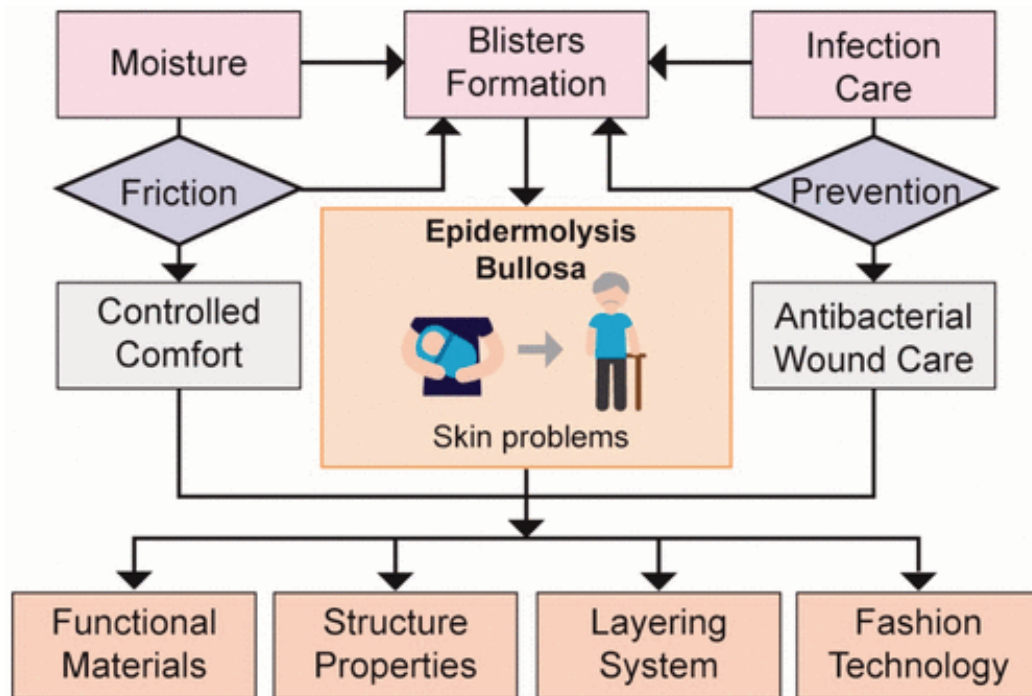 Moisture
Blisters
Formation
Infection
Care
Friction
Prevention
Epidermolysis
Bullosa
Controlled
Comfort
Antibacterial
Wound Care
Skin problems
Functional
Materials
Structure
Properties
Layering
System
Fashion
Technology